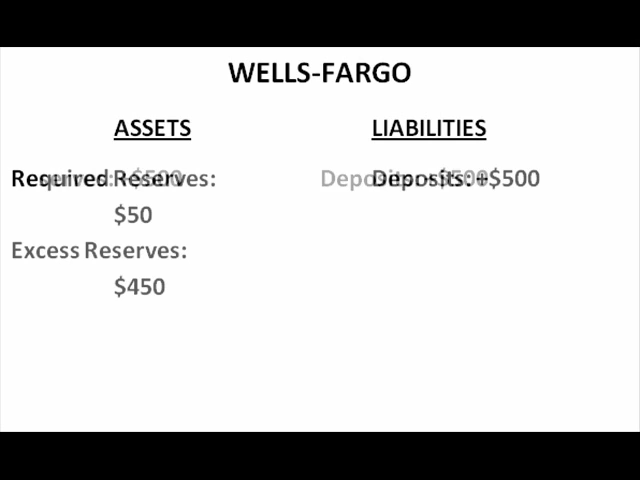 WELLS-FARGO
ASSETS LIABILITIES
Required Reserves: Deposits: +$500
$50
Excess Reserves:
$450